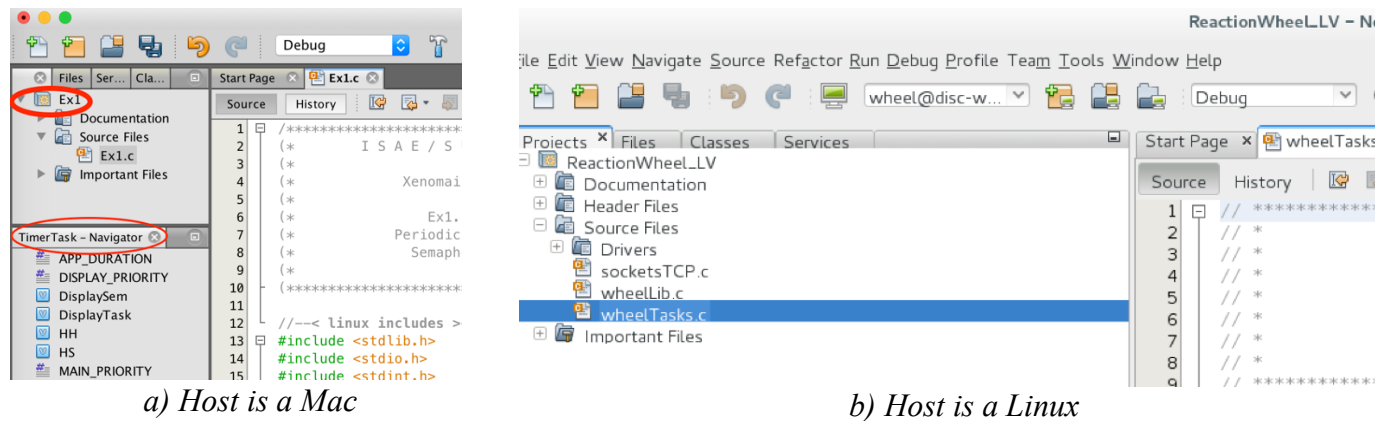 Debug
Files Ser... Cla...
Ex1
Documentation
Source Files
Ex1.c
Important Files
TimerTask – Navigator
APP_DURATION
DISPLAY_PRIORITY
DisplaySem
DisplayTask
HH
HS
MAIN_PRIORITY
Start Page Ex1.c
Source History
1 /**********************
2 (* I S A E / S
3 (*
4 (* Xenomai
5 (*
6 (* Ex1.
7 (* Periodic
8 (* Semaph
9 (*
10 (**********************
11
12 //--< linux includes >
13 #include <stdlib.h>
14 #include <stdio.h>
15 #include <stdint.h>
a) Host is a Mac
ReactionWheel_LV – Ne
ile Edit View Navigate Source Refactor Run Debug Profile Team Tools Window Help
wheel@disc-w... Debug
Projects Files Classes Services
ReactionWheel_LV
Documentation
Header Files
Source Files
Drivers
socketsTCP.c
wheelLib.c
wheelTasks.c
Important Files
Start Page wheelTasks
Source History
1 // ************
2 // *
3 // *
4 // *
5 // *
6 // *
7 // *
8 // *
9 // ************
b) Host is a Linux